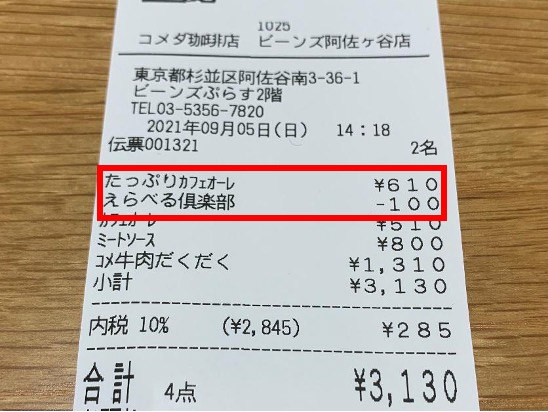 1025
コメダ珈琲店 ビーンズ阿佐ヶ谷店
東京都杉並区阿佐谷南3-36-1
ビーンズぷらす2階
TEL03-5356-7820
2021年09月05日(日) 14:18
伝票001321 2名
たっぷりｶﾌｪｵｰﾚ ¥610
えらべる倶楽部 -100
ｶﾌｪｵｰﾚ ¥510
ﾐｰﾄｿｰｽ ¥800
ｺﾒ牛肉だくだく ¥1,310
小計 ¥3,130
内税 10% (¥2,845) ¥285
合計 4点 ¥3,130